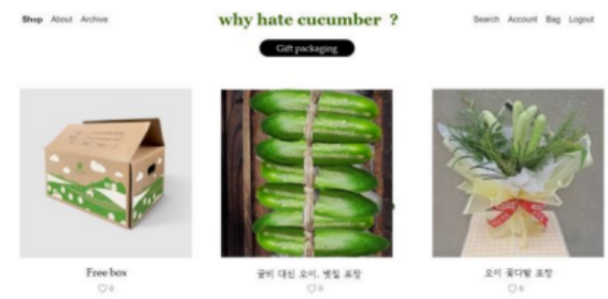 Shop About Archive
why hate cucumber ?
Search Account Bag Logout
Gift packaging
Free box
굴비 대신 오이, 볏짚 포장
오이 꽃다발 포장
0
0
0